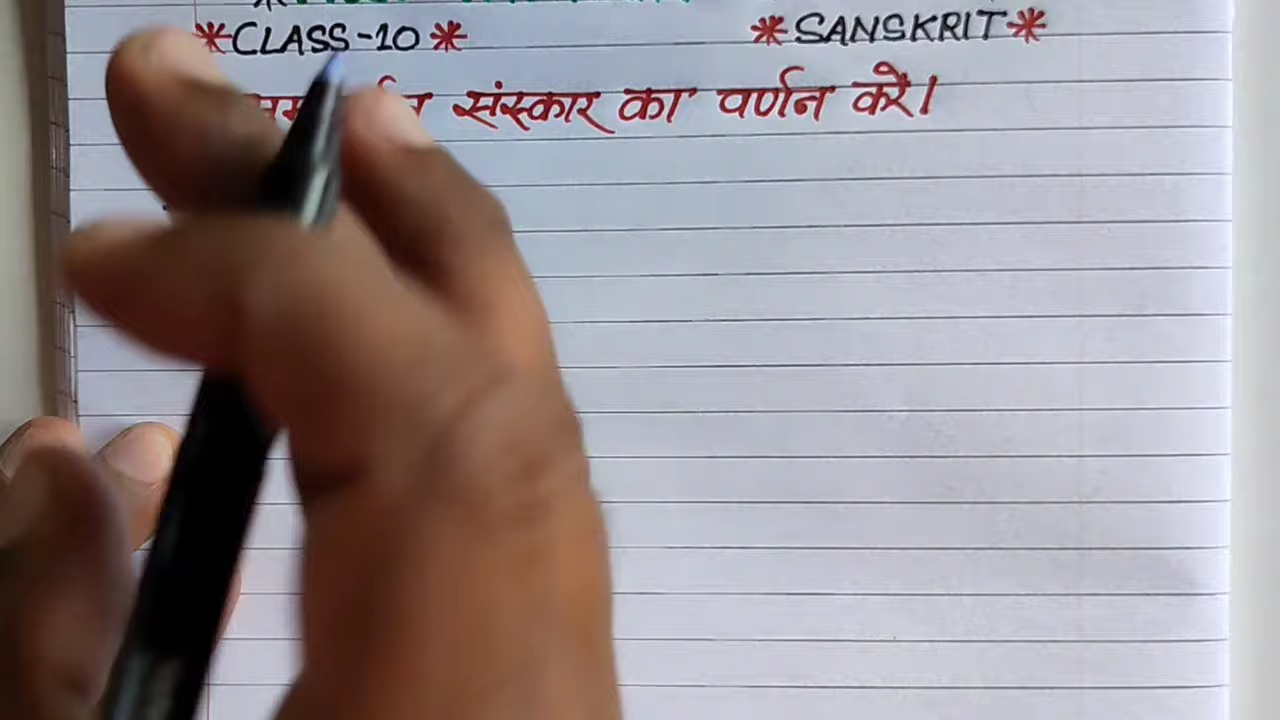 *CLASS-10* *SANSKRIT*
संस्कार का वर्णन करें।